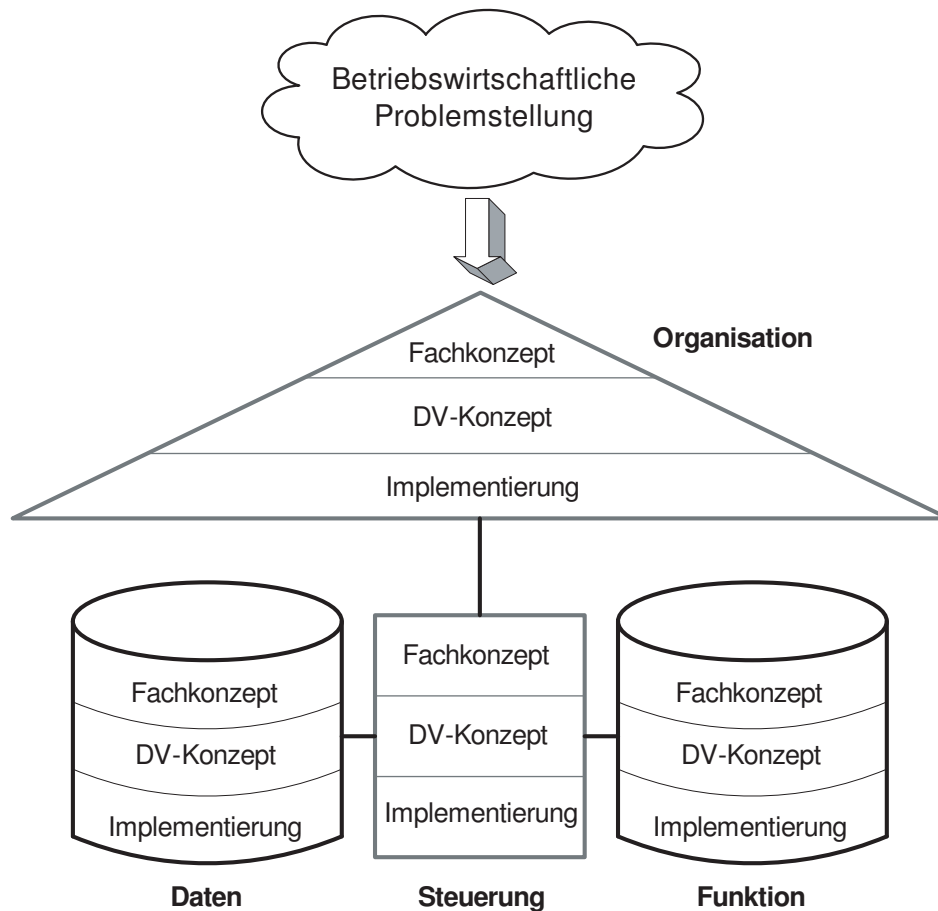 Betriebswirtschaftliche
Problemstellung
Organisation
Fachkonzept
DV-Konzept
Implementierung
Fachkonzept
DV-Konzept
Implementierung
Daten
Fachkonzept
DV-Konzept
Implementierung
Steuerung
Fachkonzept
DV-Konzept
Implementierung
Funktion